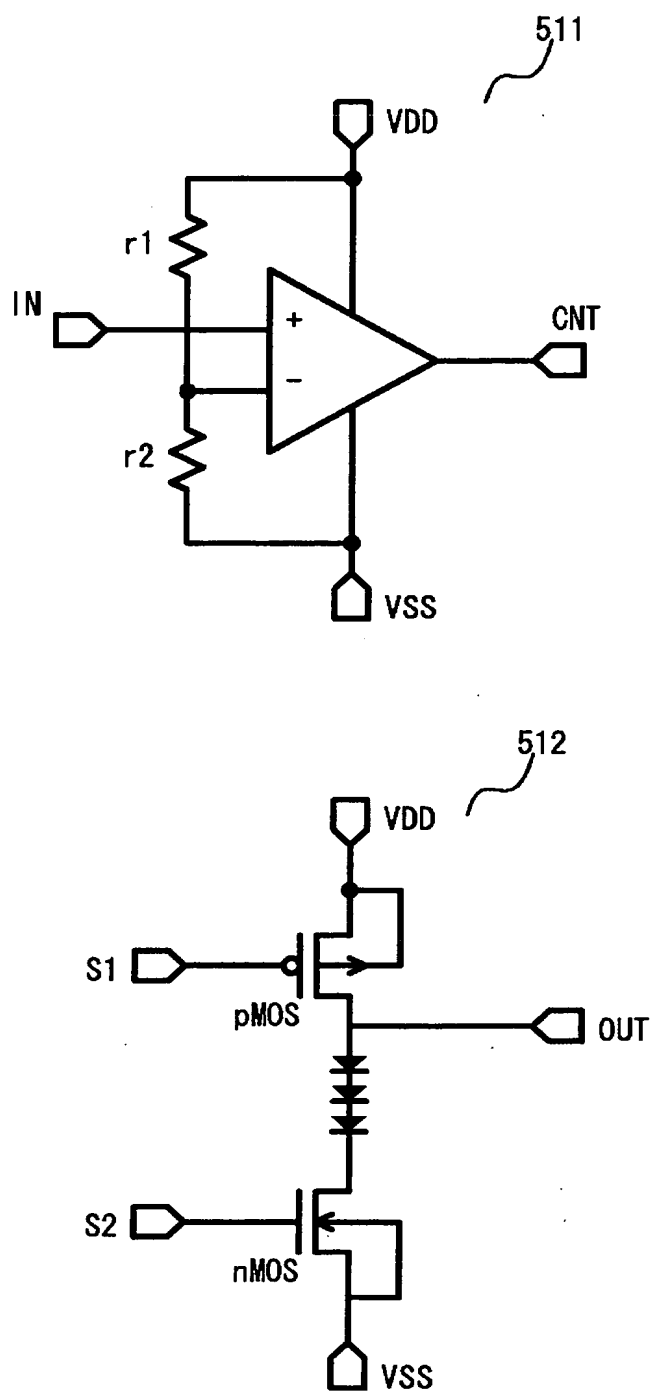 511
VDD
r1
IN
+
CNT
−
r2
VSS
512
VDD
S1
pMOS
OUT
S2
nMOS
VSS